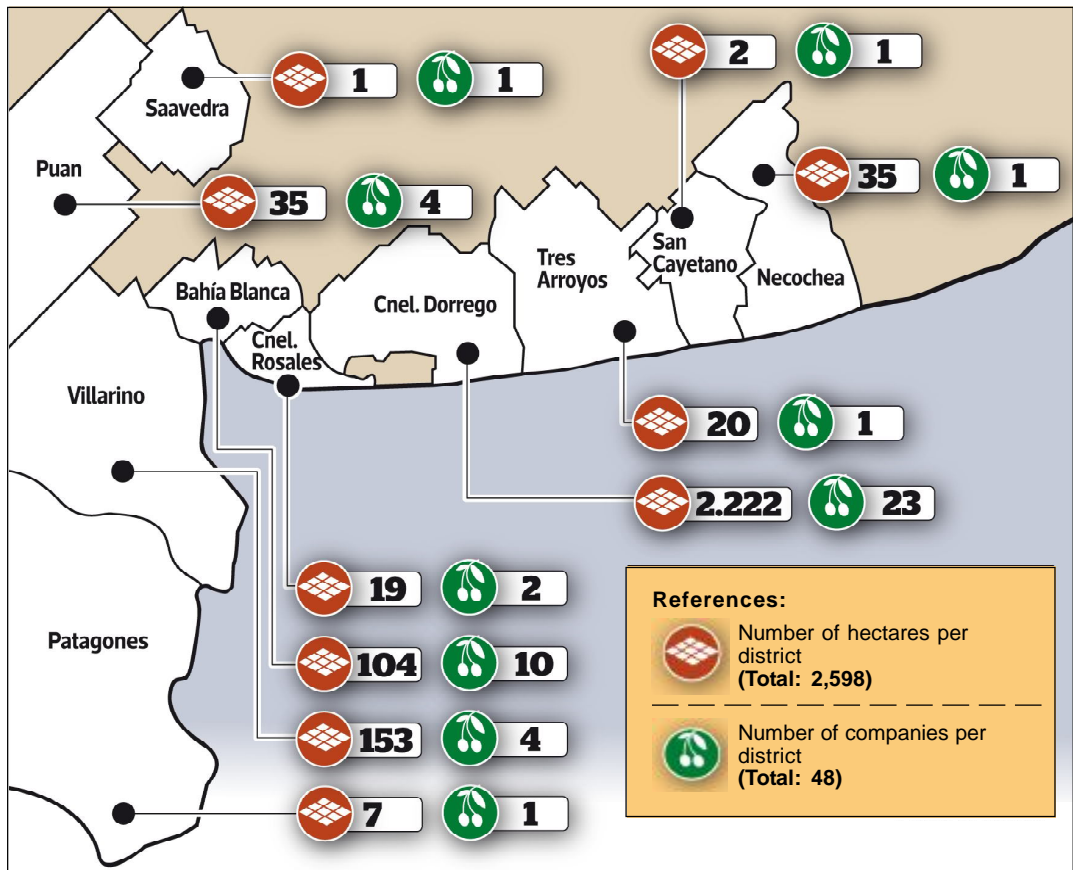 1
1
2
1
Saavedra
Puan
35
1
35
4
Tres
Arroyos
San
Cayetano
Necochea
Bahía Blanca
Cnel. Dorrego
Cnel.
Rosales
Villarino
20
1
2.222
23
19
2
104
10
153
4
7
1
Patagones
References:
Number of hectares per
district
(Total: 2,598)
Number of companies per
district
(Total: 48)